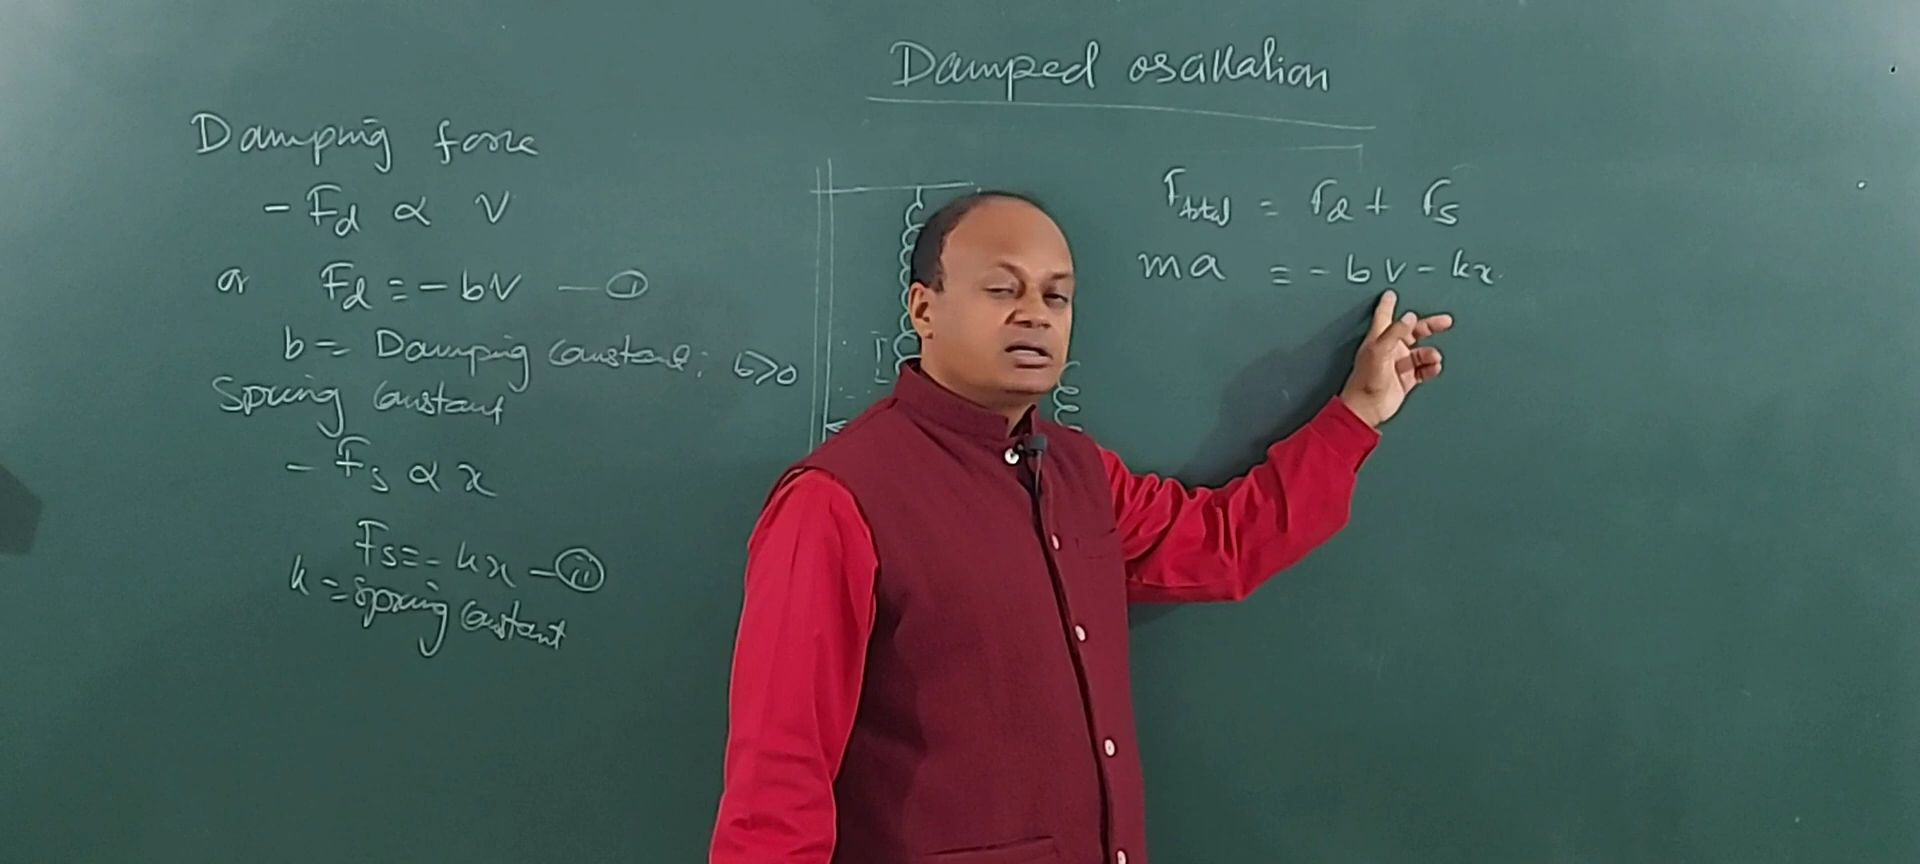 Damped oscillation
Damping force
- Fd ∝ v
or Fd = - bv — ①
b = Damping constant ; b>0
Spring constant
- Fs ∝ x
Fs = - kx — ⑪
k = Spring constant
Ftotal = Fd + Fs
ma = - bv - kx.